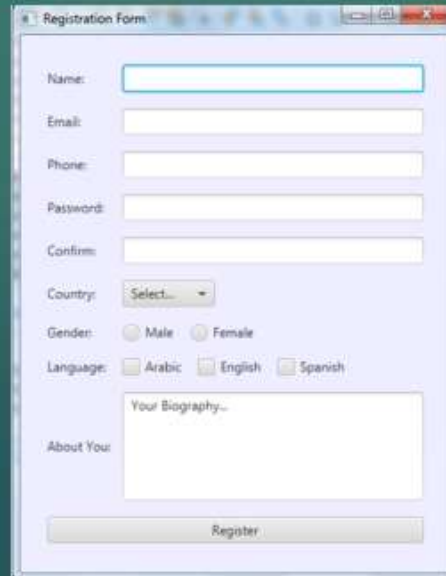 Registration Form
Name:
Email:
Phone:
Password:
Confirm:
Country: Select...
Gender: Male Female
Language: Arabic English Spanish
About You: Your Biography...
Register